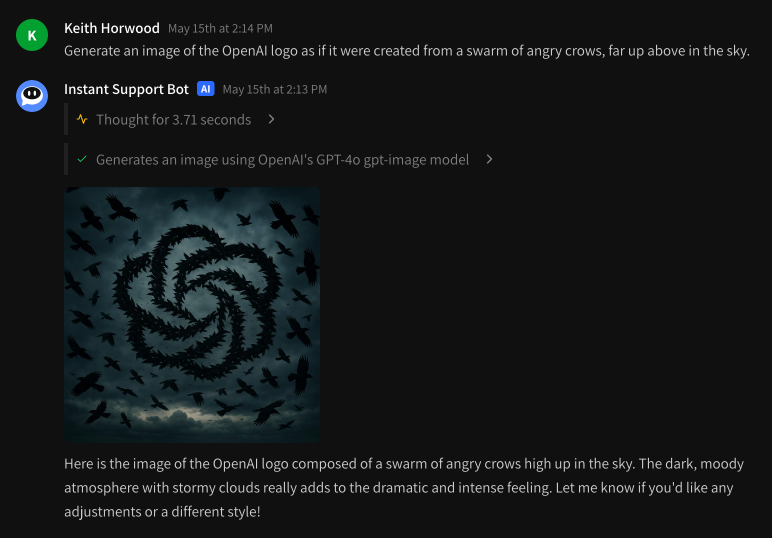 K
Keith Horwood May 15th at 2:14 PM
Generate an image of the OpenAI logo as if it were created from a swarm of angry crows, far up above in the sky.
Instant Support Bot AI May 15th at 2:13 PM
Thought for 3.71 seconds
Generates an image using OpenAI's GPT-4o gpt-image model
Here is the image of the OpenAI logo composed of a swarm of angry crows high up in the sky. The dark, moody
atmosphere with stormy clouds really adds to the dramatic and intense feeling. Let me know if you'd like any
adjustments or a different style!